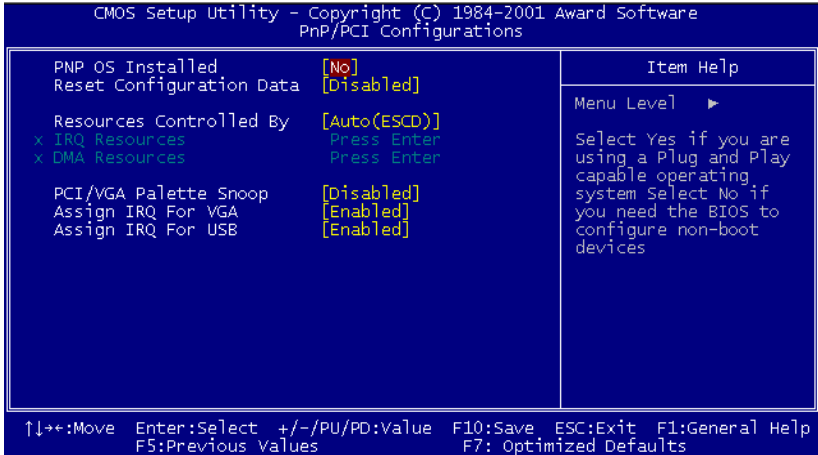 CMOS Setup Utility - Copyright (C) 1984-2001 Award Software
PnP/PCI Configurations
PNP OS Installed [No]
Reset Configuration Data [Disabled]
Resources Controlled By [Auto(ESCD)]
x IRQ Resources Press Enter
x DMA Resources Press Enter
PCI/VGA Palette Snoop [Disabled]
Assign IRQ For VGA [Enabled]
Assign IRQ For USB [Enabled]
Item Help
Menu Level ►
Select Yes if you are
using a Plug and Play
capable operating
system Select No if
you need the BIOS to
configure non-boot
devices
↑↓→←:Move Enter:Select +/-/PU/PD:Value F10:Save ESC:Exit F1:General Help
F5:Previous Values F7: Optimized Defaults